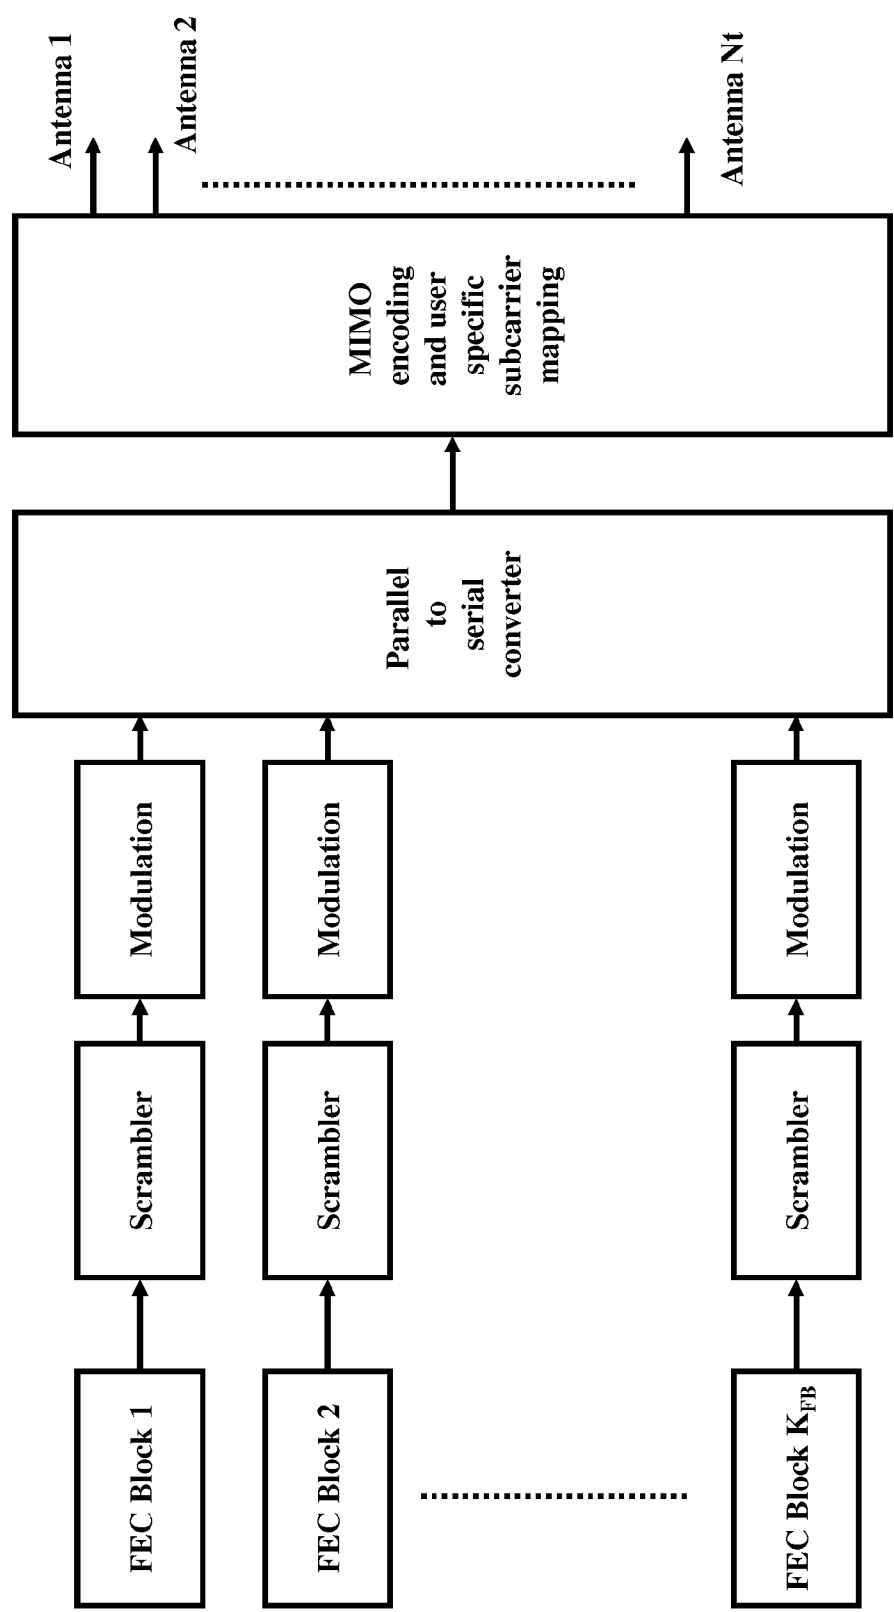 FEC Block 1
Scrambler
Modulation
FEC Block 2
Scrambler
Modulation
FEC Block K_FB
Scrambler
Modulation
Parallel
to
serial
converter
MIMO
encoding
and user
specific
subcarrier
mapping
Antenna 1
Antenna 2
Antenna Nt